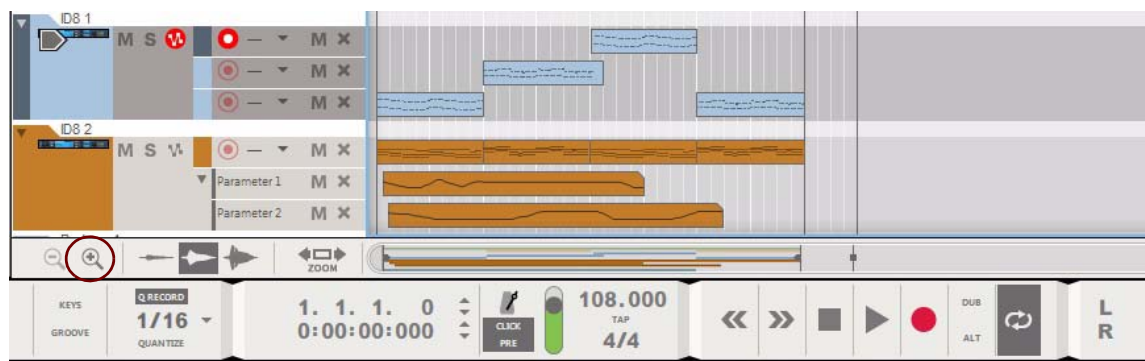 ID8 1
M S M
M
M
ID8 2
M S M
Parameter 1 M
Parameter 2 M
ZOOM
KEYS
GROOVE
Q RECORD
1/16
QUANTIZE
1. 1. 1. 0
0:00:00:000
CLICK
PRE
108.000
TAP
4/4
DUB
ALT
L
R